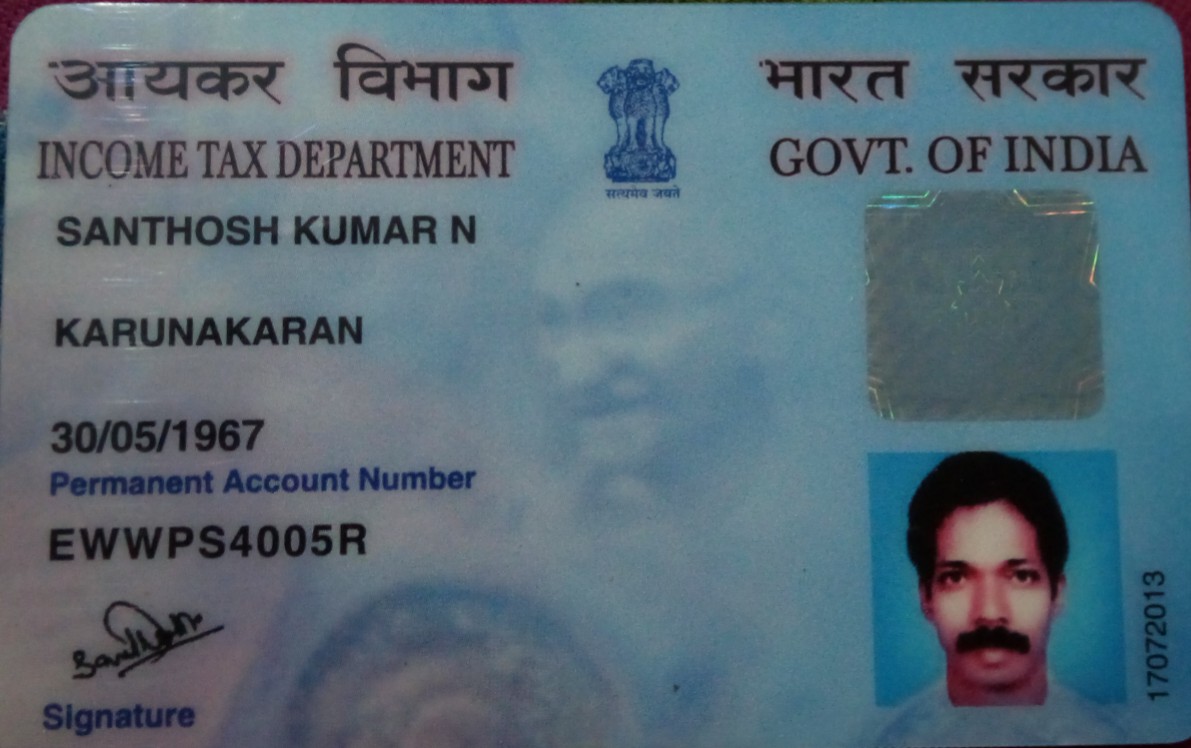 आयकर विभाग
भारत सरकार
INCOME TAX DEPARTMENT
GOVT. OF INDIA
सत्यमेव जयते
SANTHOSH KUMAR N
KARUNAKARAN
30/05/1967
Permanent Account Number
EWWPS4005R
Signature
17072013